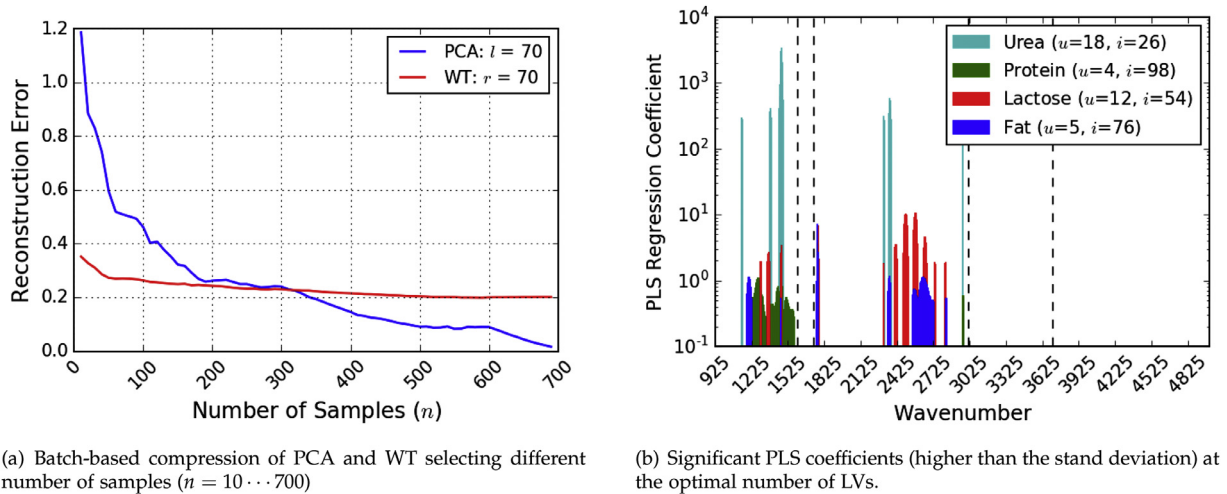 1.2
1.0
0.8
0.6
0.4
0.2
0.0
Reconstruction Error
PCA: l = 70
WT: r = 70
0 100 200 300 400 500 600 700
Number of Samples (n)
(a) Batch-based compression of PCA and WT selecting different
number of samples (n = 10 · · · 700)
10^4
10^3
10^2
10^1
10^0
10^-1
PLS Regression Coefficient
Urea (u=18, i=26)
Protein (u=4, i=98)
Lactose (u=12, i=54)
Fat (u=5, i=76)
925 1225 1525 1825 2125 2425 2725 3025 3325 3625 3925 4225 4525 4825
Wavenumber
(b) Significant PLS coefficients (higher than the stand deviation) at
the optimal number of LVs.